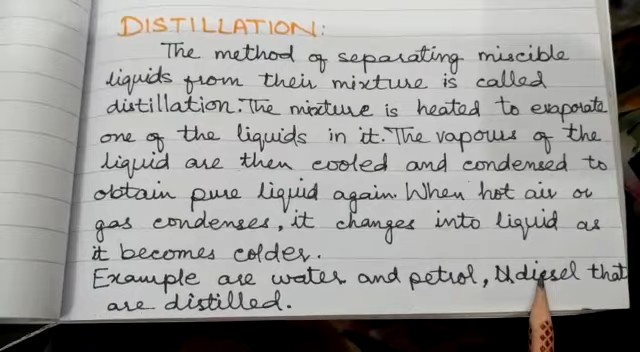 DISTILLATION:
The method of separating miscible
liquids from their mixture is called
distillation. The mixture is heated to evaporate
one of the liquids in it. The vapours of the
liquid are then cooled and condensed to
obtain pure liquid again. When hot air or
gas condenses, it changes into liquid as
it becomes colder.
Example are water and petrol, diesel that
are distilled.